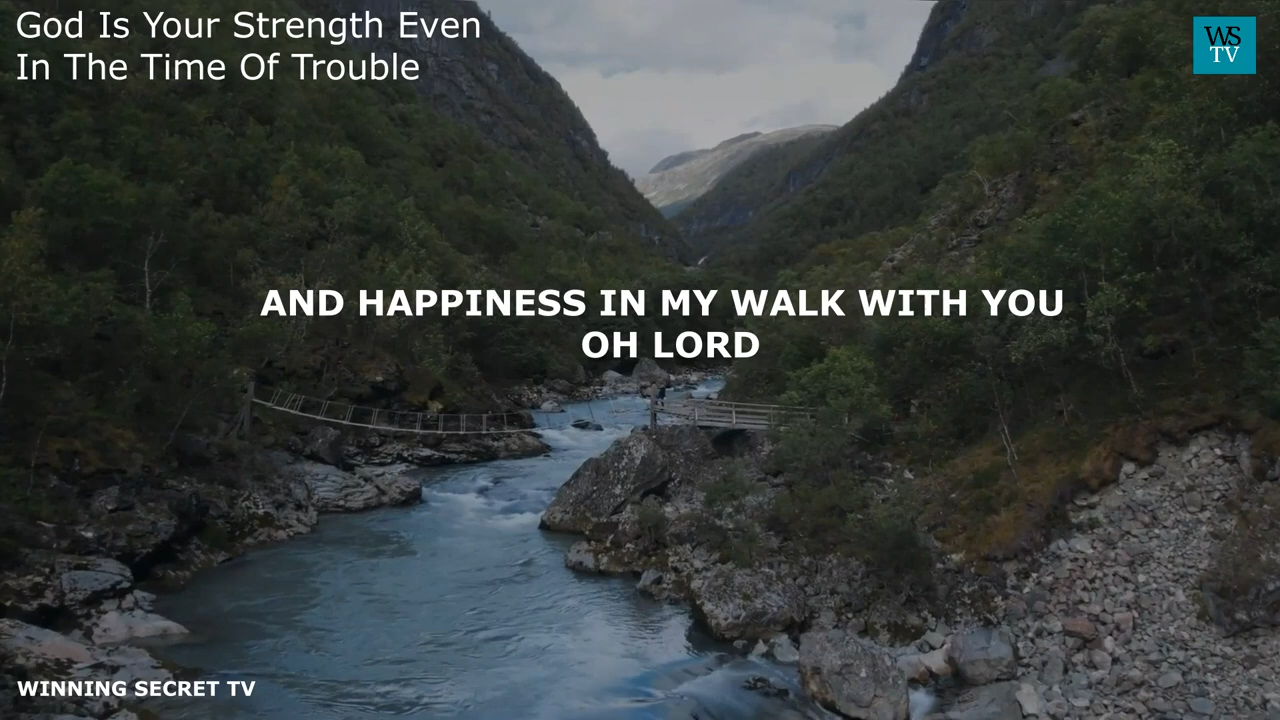 God Is Your Strength Even
In The Time Of Trouble
WS
TV
AND HAPPINESS IN MY WALK WITH YOU
OH LORD
WINNING SECRET TV